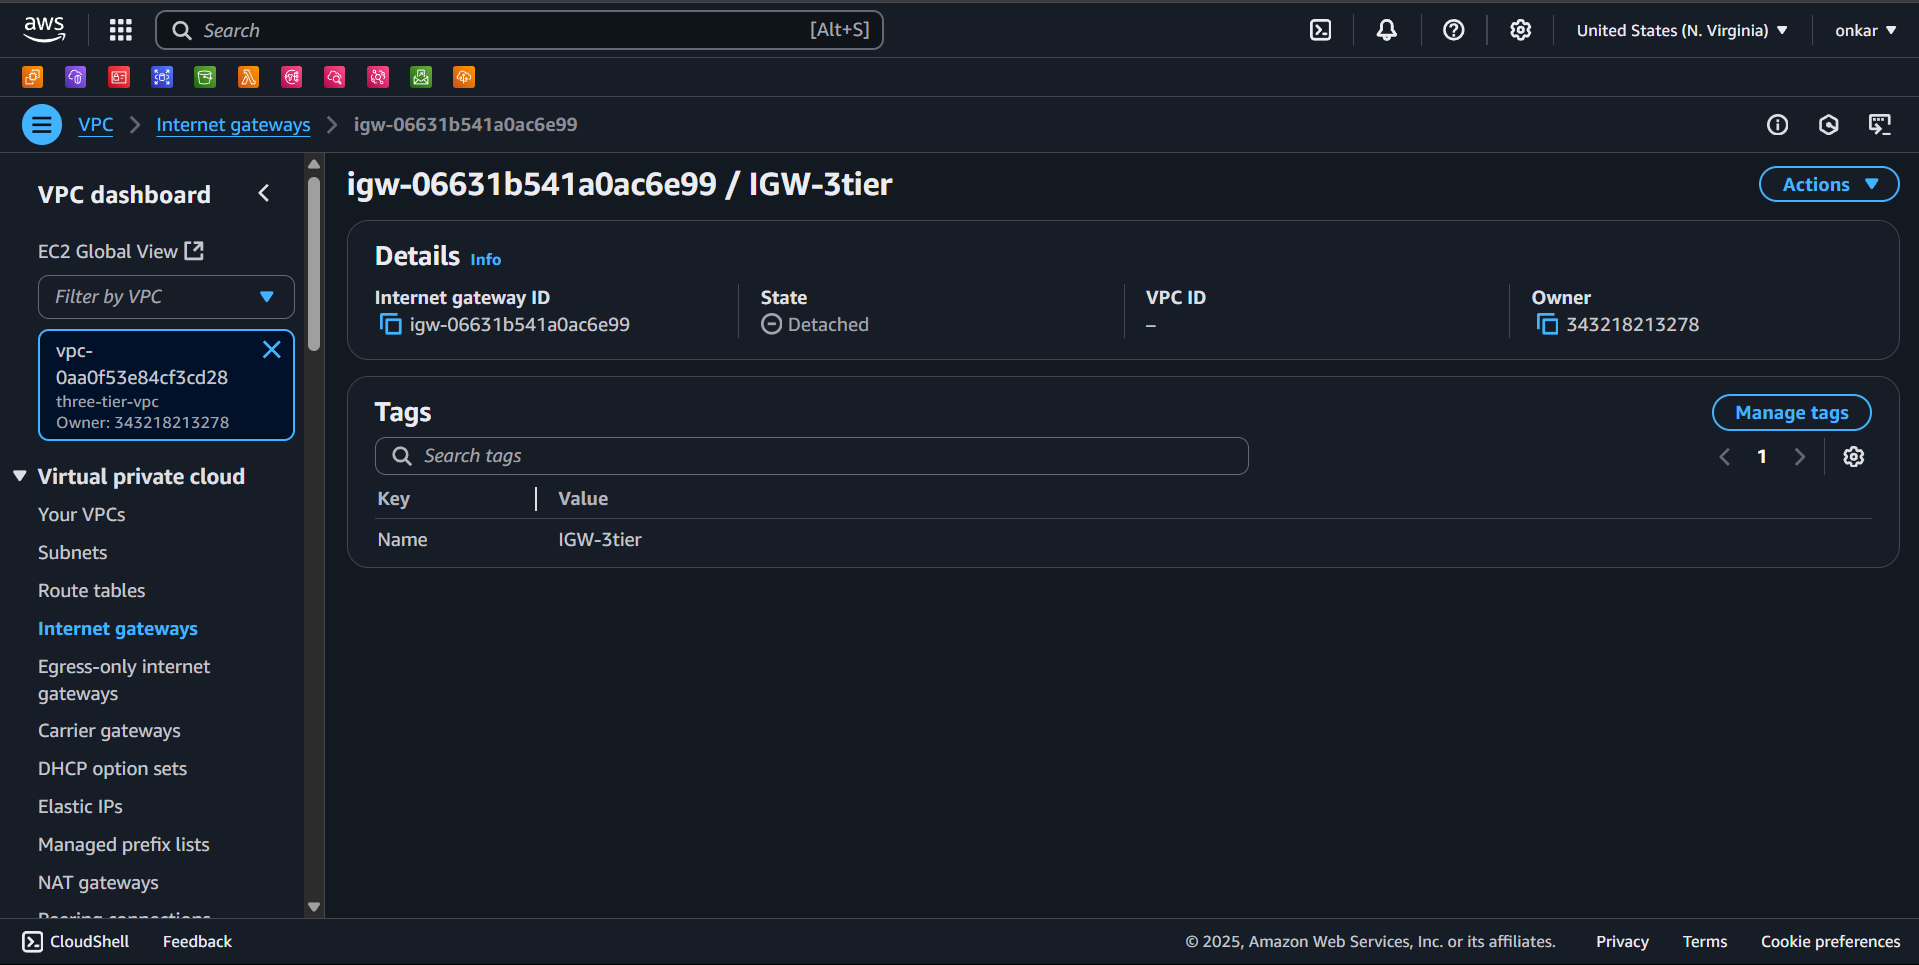 aws
Search [Alt+S]
United States (N. Virginia)
onkar
VPC
Internet gateways
igw-06631b541a0ac6e99
VPC dashboard
EC2 Global View
Filter by VPC
vpc-
0aa0f53e84cf3cd28
three-tier-vpc
Owner: 343218213278
Virtual private cloud
Your VPCs
Subnets
Route tables
Internet gateways
Egress-only internet
gateways
Carrier gateways
DHCP option sets
Elastic IPs
Managed prefix lists
NAT gateways
Peering connections
igw-06631b541a0ac6e99 / IGW-3tier
Actions
Details Info
Internet gateway ID
igw-06631b541a0ac6e99
State
Detached
VPC ID
–
Owner
343218213278
Tags
Manage tags
Search tags
1
Key Value
Name IGW-3tier
CloudShell
Feedback
© 2025, Amazon Web Services, Inc. or its affiliates.
Privacy
Terms
Cookie preferences